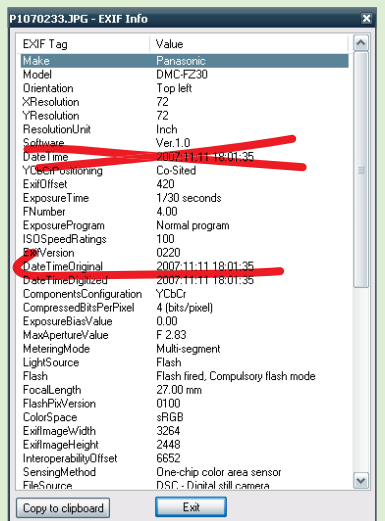 P1070233.JPG - EXIF Info
EXIF Tag Value
Make Panasonic
Model DMC-FZ30
Orientation Top left
XResolution 72
YResolution 72
ResolutionUnit Inch
Software Ver.1.0
DateTime 2007:11:11 18:01:35
YCbCrPositioning Co-Sited
ExifOffset 420
ExposureTime 1/30 seconds
FNumber 4.00
ExposureProgram Normal program
ISOSpeedRatings 100
ExifVersion 0220
DateTimeOriginal 2007:11:11 18:01:35
DateTimeDigitized 2007:11:11 18:01:35
ComponentsConfiguration YCbCr
CompressedBitsPerPixel 4 (bits/pixel)
ExposureBiasValue 0.00
MaxApertureValue F 2.83
MeteringMode Multi-segment
LightSource Flash
Flash Flash fired, Compulsory flash mode
FocalLength 27.00 mm
FlashPixVersion 0100
ColorSpace sRGB
ExifImageWidth 3264
ExifImageHeight 2448
InteroperabilityOffset 6652
SensingMethod One-chip color area sensor
FileSource DSC - Digital still camera
Copy to clipboard Exit